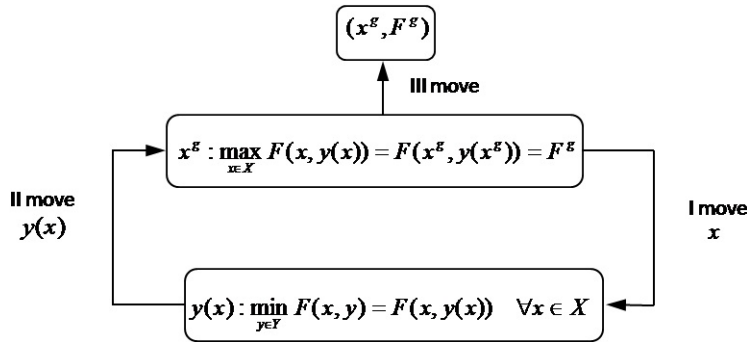 (x^g, F^g)
III move
x^g : max_{x∈X} F(x, y(x)) = F(x^g, y(x^g)) = F^g
II move
y(x)
I move
x
y(x) : min_{y∈Y} F(x, y) = F(x, y(x)) ∀x ∈ X